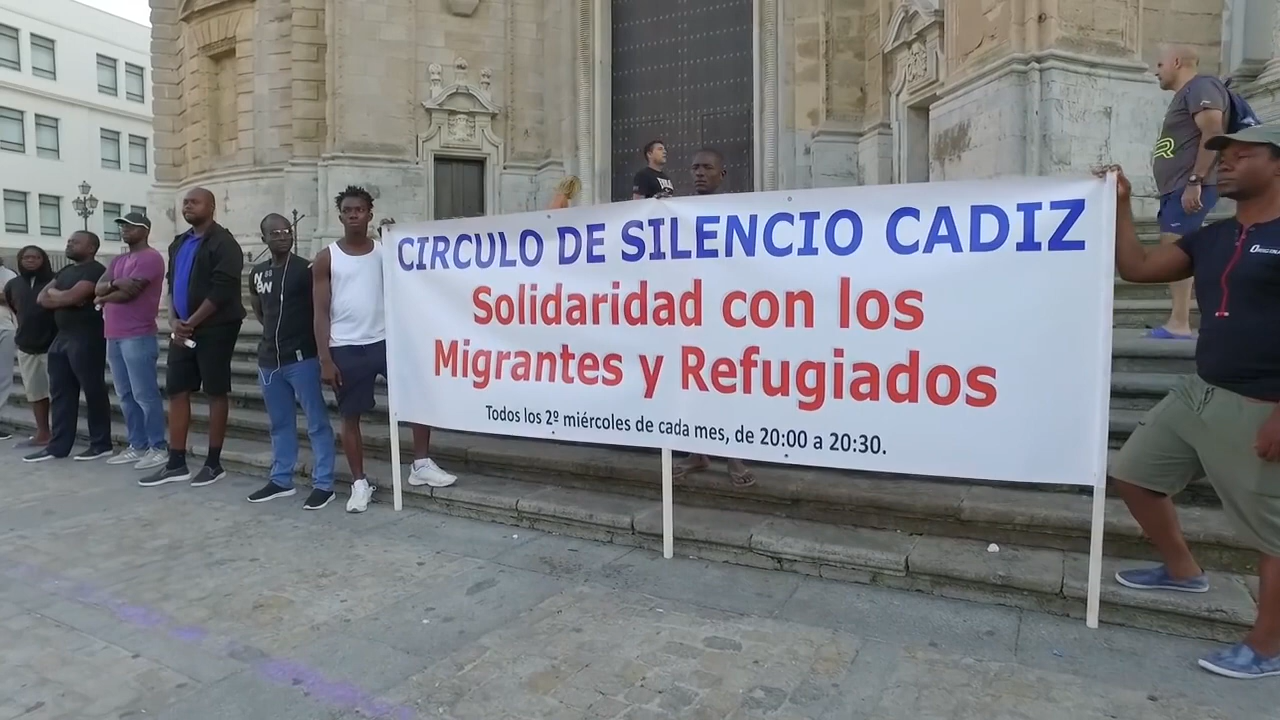 CIRCULO DE SILENCIO CADIZ
Solidaridad con los
Migrantes y Refugiados
Todos los 2º miércoles de cada mes, de 20:00 a 20:30.